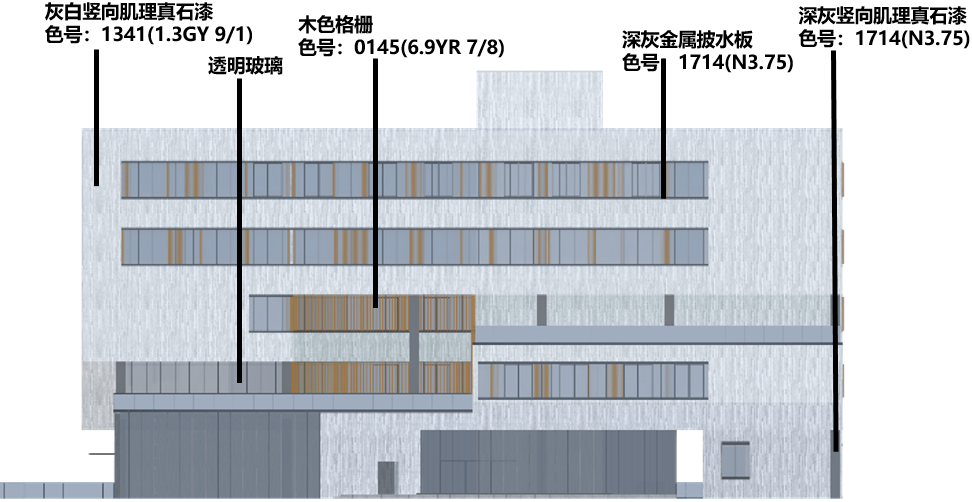 灰白竖向肌理真石漆
色号：1341(1.3GY 9/1)
透明玻璃
木色格栅
色号：0145(6.9YR 7/8)
深灰金属披水板
色号：1714(N3.75)
深灰竖向肌理真石漆
色号：1714(N3.75)